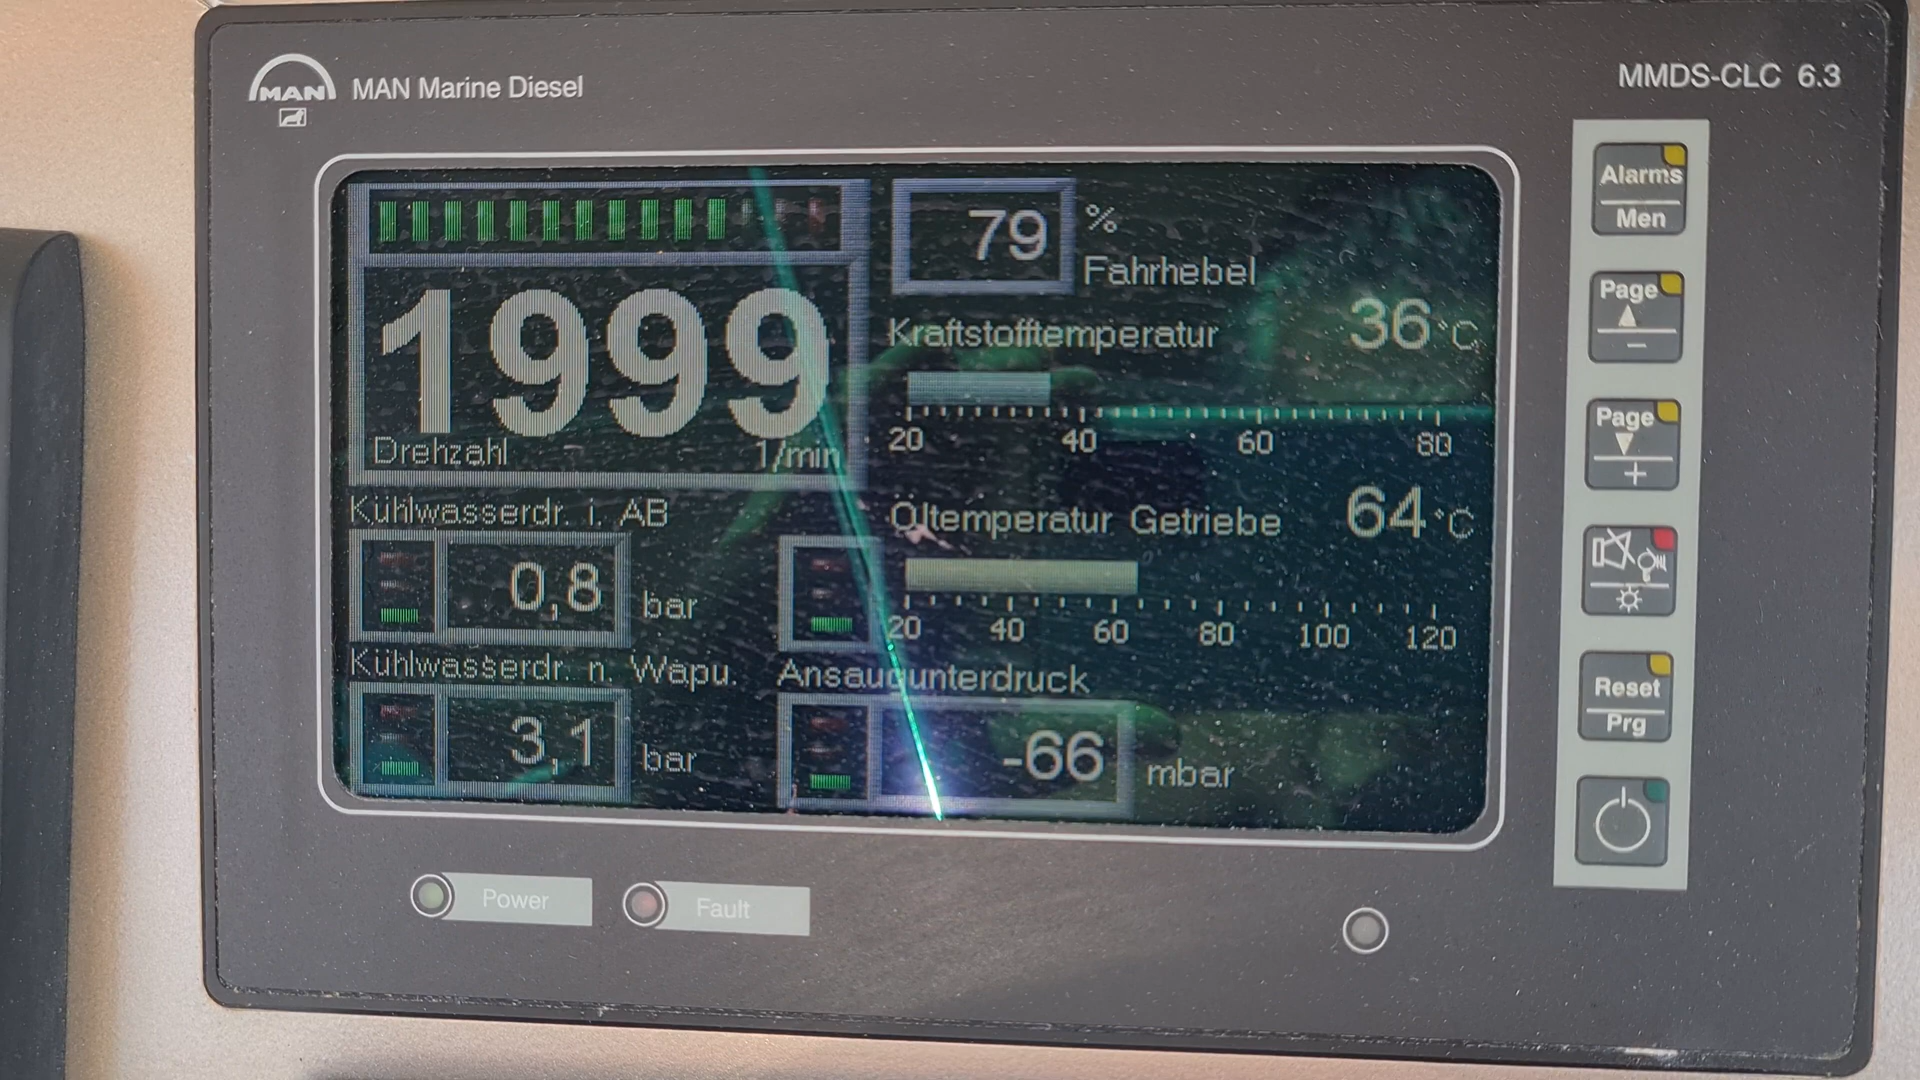 MAN
MAN Marine Diesel
MMDS-CLC 6.3
1999
Drehzahl 1/min
79 %
Fahrhebel
Kraftstofftemperatur 36 °C
20 40 60 80
Kühlwasserdr. i. AB
0,8 bar
Öltemperatur Getriebe 64 °C
20 40 60 80 100 120
Kühlwasserdr. n. Wapu.
3,1 bar
Ansaugunterdruck
-66 mbar
Alarms
Men
Page
−
Page
+
Reset
Prg
Power
Fault